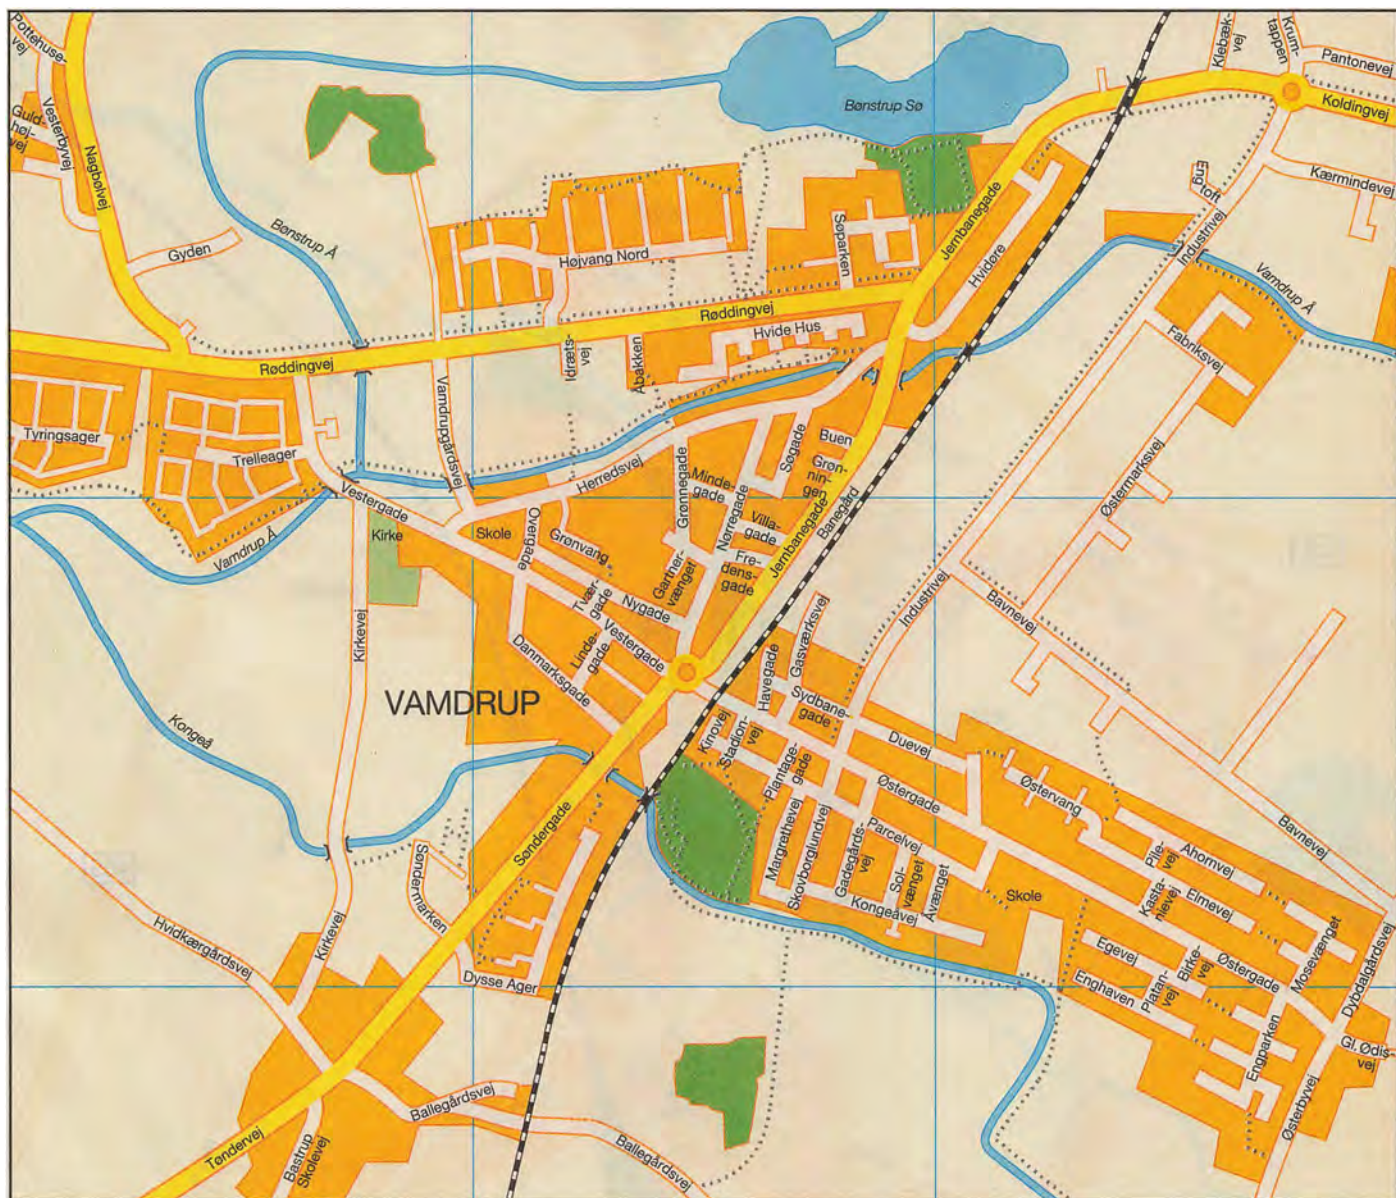 Pottehuse-
vej
Klebæk-
vej
Krum-
tappen
Pantonevej
Koldingvej
Guld-
høj-
vej
Vesterbyvej
Nagbølvej
Bønstrup Sø
Eng
toft
Kærmindevej
Gyden
Bønstrup Å
Højvang Nord
Søparken
Jernbanegade
Hvidøre
Industrivej
Vamdrup Å
Røddingvej
Hvide Hus
Fabriksvej
Røddingvej
Idræts-
vej
Abakken
Vamdrupgårdsvej
Tyringsager
Trelleager
Buen
Søgade
Grøn-
nin-
gen
Herredsvej
Grønnegade
Minde-
gade
Nørregade
Østermarksvej
Vestergade
Banegård
Jernbanegade
Vamdrup Å
Kirke
Skole
Overgade
Grønvang
Villa-
gade
Fre-
dens-
gade
Gartner-
vænget
Industrivej
Bavnevej
Tvær-
gade
Nygade
Kirkevej
Danmarksgade
Linde-
gade
Vestergade
Gasværksvej
Havegade
VAMDRUP
Sydbane-
gade
Kongeå
Kinovej
Stadion-
vej
Plantage-
gade
Duevej
Østergade
Østervang
Bavnevej
Søndergade
Margrethevej
Skovborglundvej
Gadegårds-
vej
Parcelvej
Sol-
vænget
Åvænget
Pile-
vej
Ahornvej
Søndermarken
Kasta-
nievej
Elmevej
Skole
Kongeåvej
Kirkevej
Hvidkærgårdsvej
Egevej
Birke-
vej
Østergade
Mosevænget
Dybdalgårdsvej
Dysse Ager
Enghaven
Platan-
vej
Engparken
Gl. Ødis-
vej
Ballegårdsvej
Østerbyvej
Tøndervej
Bastrup
Skolevej
Ballegårdsvej